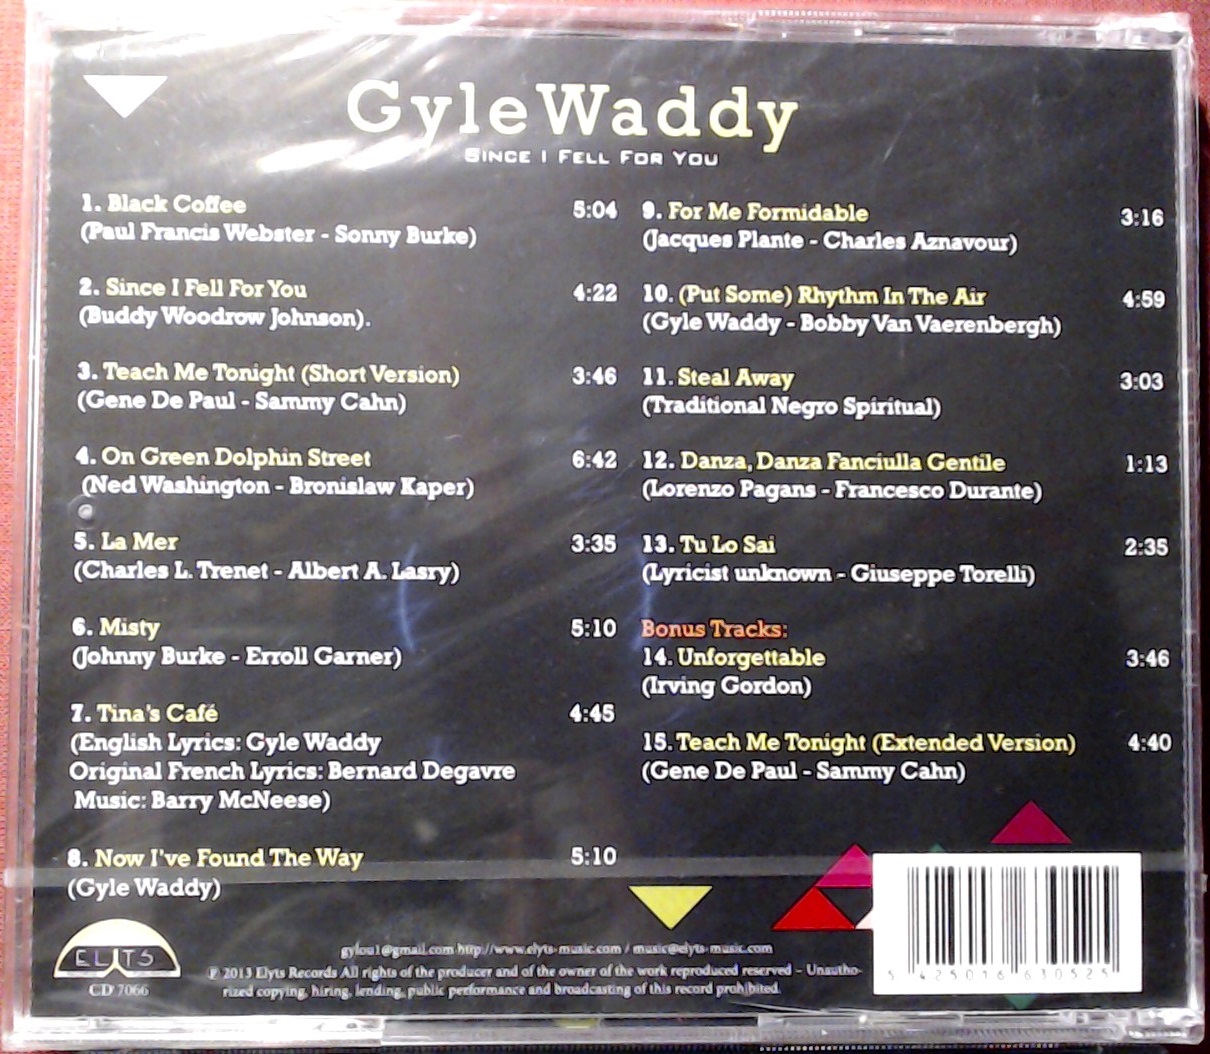 Gyle Waddy
Since I Fell For You
1. Black Coffee 5:04
(Paul Francis Webster - Sonny Burke)
2. Since I Fell For You 4:22
(Buddy Woodrow Johnson).
3. Teach Me Tonight (Short Version) 3:46
(Gene De Paul - Sammy Cahn)
4. On Green Dolphin Street 6:42
(Ned Washington - Bronislaw Kaper)
5. La Mer 3:35
(Charles L. Trenet - Albert A. Lasry)
6. Misty 5:10
(Johnny Burke - Erroll Garner)
7. Tina's Café 4:45
(English Lyrics: Gyle Waddy
Original French Lyrics: Bernard Degavre
Music: Barry McNeese)
8. Now I've Found The Way 5:10
(Gyle Waddy)
9. For Me Formidable 3:16
(Jacques Plante - Charles Aznavour)
10. (Put Some) Rhythm In The Air 4:59
(Gyle Waddy - Bobby Van Vaerenbergh)
11. Steal Away 3:03
(Traditional Negro Spiritual)
12. Danza, Danza Fanciulla Gentile 1:13
(Lorenzo Pagans - Francesco Durante)
13. Tu Lo Sai 2:35
(Lyricist unknown - Giuseppe Torelli)
Bonus Tracks:
14. Unforgettable 3:46
(Irving Gordon)
15. Teach Me Tonight (Extended Version) 4:40
(Gene De Paul - Sammy Cahn)
ELYTS
CD 7066
gylou1@gmail.com-http://www.elyts-music.com / music@elyts-music.com
℗ 2013 Elyts Records All rights of the producer and of the owner of the work reproduced reserved - Unautho-
rized copying, hiring, lending, public performance and broadcasting of this record prohibited.
5 425016 630525